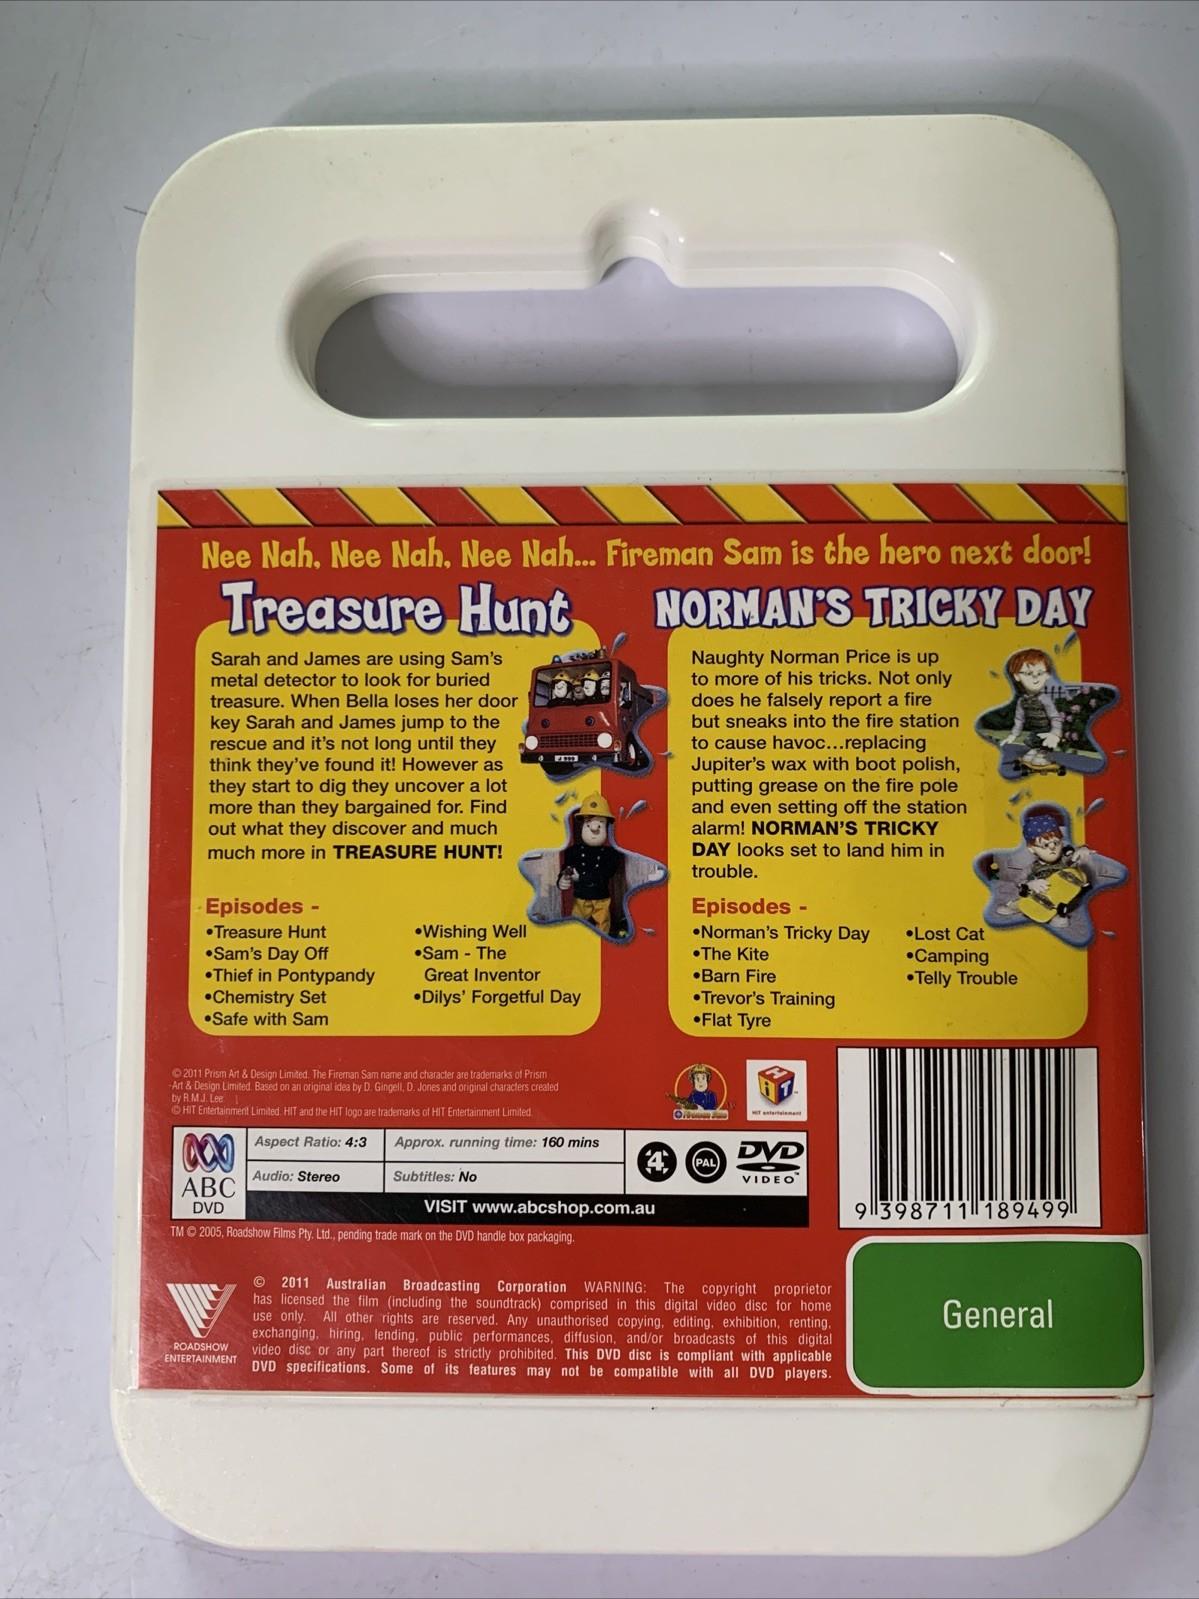 Nee Nah, Nee Nah, Nee Nah... Fireman Sam is the hero next door!
Treasure Hunt
Sarah and James are using Sam's
metal detector to look for buried
treasure. When Bella loses her door
key Sarah and James jump to the
rescue and it's not long until they
think they've found it! However as
they start to dig they uncover a lot
more than they bargained for. Find
out what they discover and much
much more in TREASURE HUNT!
Episodes -
•Treasure Hunt
•Sam's Day Off
•Thief in Pontypandy
•Chemistry Set
•Safe with Sam
•Wishing Well
•Sam - The
Great Inventor
•Dilys' Forgetful Day
J 999
NORMAN'S TRICKY DAY
Naughty Norman Price is up
to more of his tricks. Not only
does he falsely report a fire
but sneaks into the fire station
to cause havoc...replacing
Jupiter's wax with boot polish,
putting grease on the fire pole
and even setting off the station
alarm! NORMAN'S TRICKY
DAY looks set to land him in
trouble.
Episodes -
•Norman's Tricky Day
•The Kite
•Barn Fire
•Trevor's Training
•Flat Tyre
•Lost Cat
•Camping
•Telly Trouble
© 2011 Prism Art & Design Limited. The Fireman Sam name and character are trademarks of Prism
Art & Design Limited. Based on an original idea by D. Gingell, D. Jones and original characters created
by R.M.J. Lee
© HIT Entertainment Limited. HIT and the HIT logo are trademarks of HIT Entertainment Limited.
Fireman Sam
HIT
HIT entertainment
ABC
DVD
Aspect Ratio: 4:3
Approx. running time: 160 mins
Audio: Stereo
Subtitles: No
4
PAL
DVD
VIDEO™
VISIT www.abcshop.com.au
9 398711 189499
TM © 2005, Roadshow Films Pty. Ltd., pending trade mark on the DVD handle box packaging.
ROADSHOW
ENTERTAINMENT
© 2011 Australian Broadcasting Corporation WARNING: The copyright proprietor
has licensed the film (including the soundtrack) comprised in this digital video disc for home
use only. All other rights are reserved. Any unauthorised copying, editing, exhibition, renting,
exchanging, hiring, lending, public performances, diffusion, and/or broadcasts of this digital
video disc or any part thereof is strictly prohibited. This DVD disc is compliant with applicable
DVD specifications. Some of its features may not be compatible with all DVD players.
General